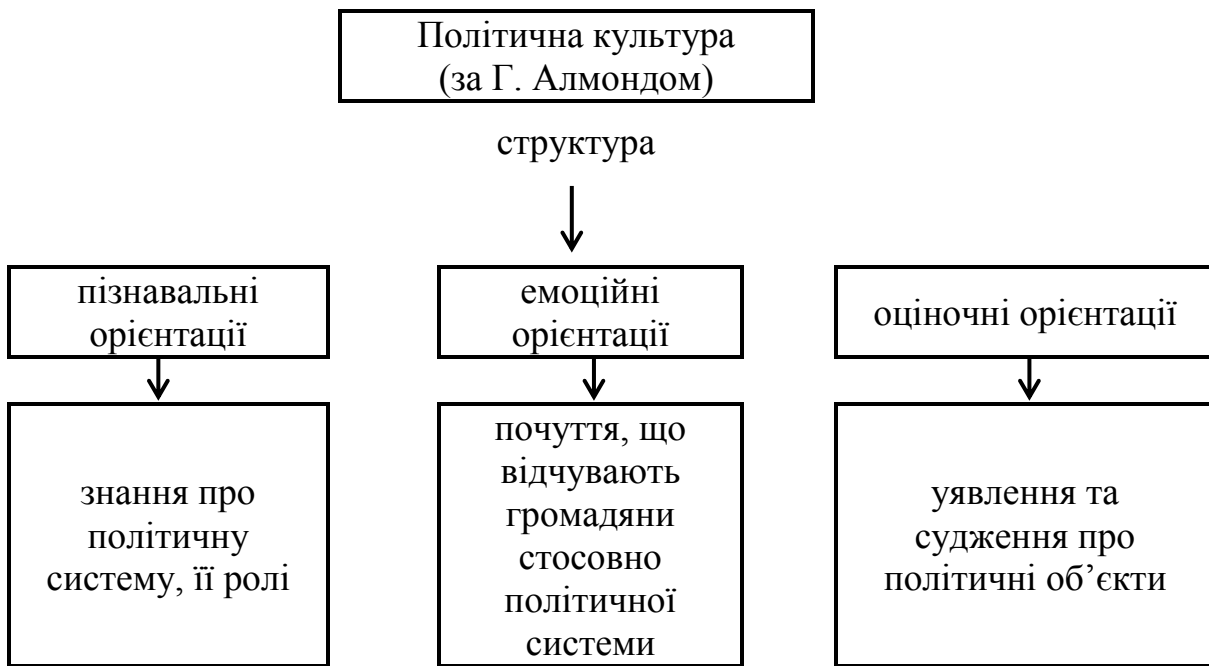 Політична культура
(за Г. Алмондом)
структура
пізнавальні
орієнтації
емоційні
орієнтації
оціночні орієнтації
знання про
політичну
систему, її ролі
почуття, що
відчувають
громадяни
стосовно
політичної
системи
уявлення та
судження про
політичні об’єкти